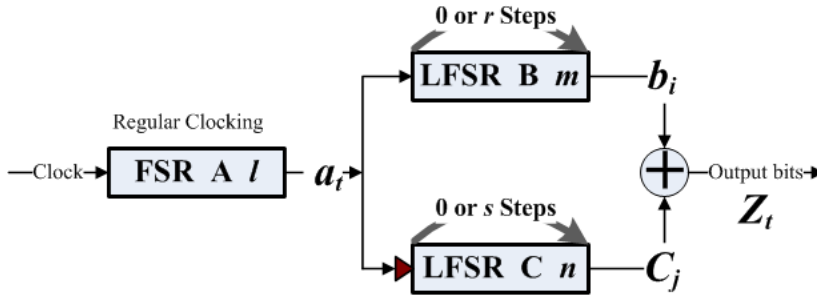 0 or r Steps
LFSR B m
b_i
Regular Clocking
Clock
FSR A l
a_t
+
Output bits
Z_t
0 or s Steps
LFSR C n
C_j